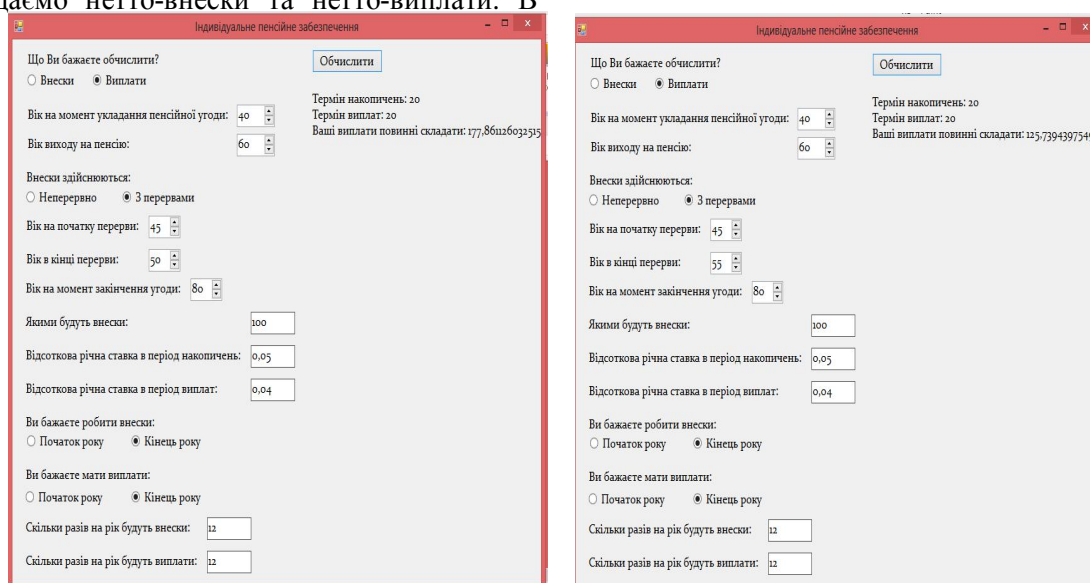 нетто-внески та нетто-виплати. В
Індивідуальне пенсійне забезпечення
Що Ви бажаєте обчислити?
Внески Виплати
Обчислити
Вік на момент укладання пенсійної угоди: 40
Вік виходу на пенсію: 60
Термін накопичень: 20
Термін виплат: 20
Ваші виплати повинні складати: 177,861126032515
Внески здійснюються:
Неперервно З перервами
Вік на початку перерви: 45
Вік в кінці перерви: 50
Вік на момент закінчення угоди: 80
Якими будуть внески: 100
Відсоткова річна ставка в період накопичень: 0,05
Відсоткова річна ставка в період виплат: 0,04
Ви бажаєте робити внески:
Початок року Кінець року
Ви бажаєте мати виплати:
Початок року Кінець року
Скільки разів на рік будуть внески: 12
Скільки разів на рік будуть виплати: 12
Індивідуальне пенсійне забезпечення
Що Ви бажаєте обчислити?
Внески Виплати
Обчислити
Вік на момент укладання пенсійної угоди: 40
Вік виходу на пенсію: 60
Термін накопичень: 20
Термін виплат: 20
Ваші виплати повинні складати: 125,739439754
Внески здійснюються:
Неперервно З перервами
Вік на початку перерви: 45
Вік в кінці перерви: 55
Вік на момент закінчення угоди: 80
Якими будуть внески: 100
Відсоткова річна ставка в період накопичень: 0,05
Відсоткова річна ставка в період виплат: 0,04
Ви бажаєте робити внески:
Початок року Кінець року
Ви бажаєте мати виплати:
Початок року Кінець року
Скільки разів на рік будуть внески: 12
Скільки разів на рік будуть виплати: 12